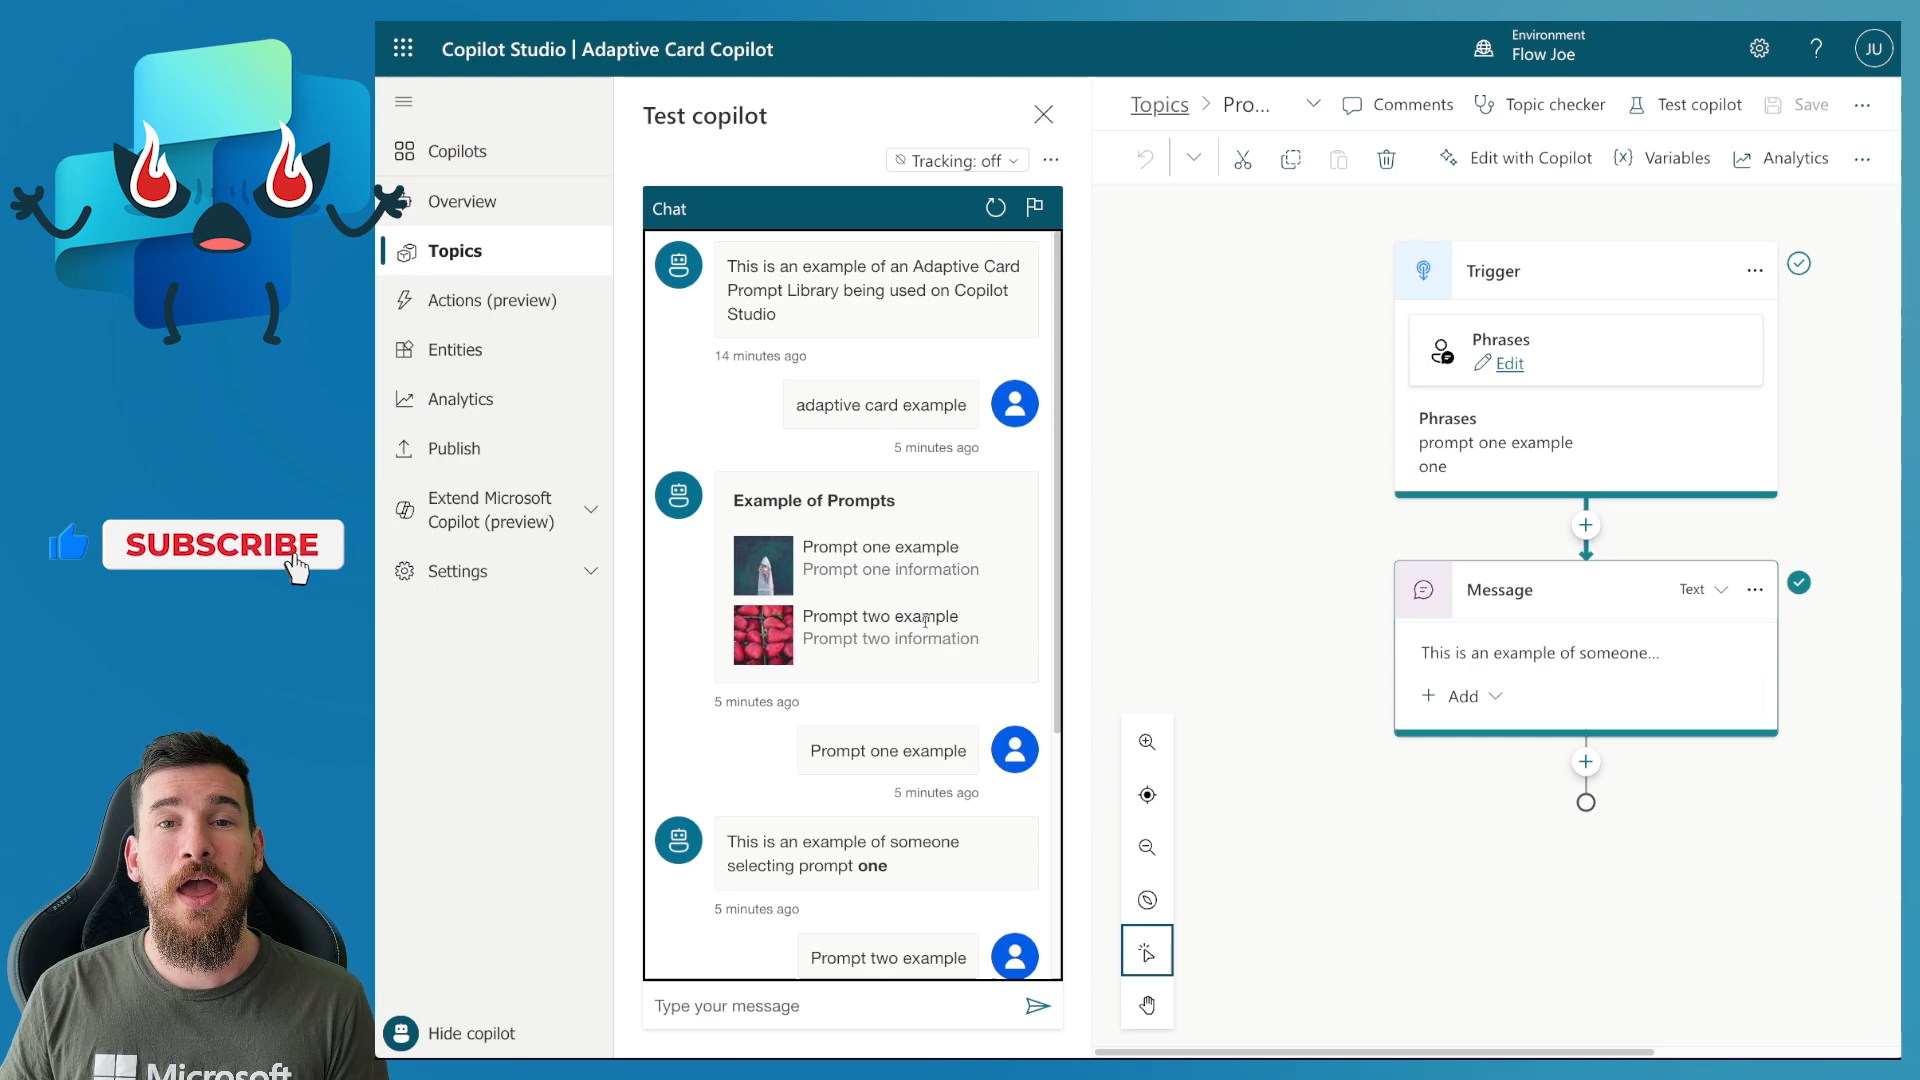 Copilot Studio | Adaptive Card Copilot
Environment
Flow Joe
JU
Copilots
Overview
Topics
Actions (preview)
Entities
Analytics
Publish
Extend Microsoft
Copilot (preview)
Settings
Hide copilot
Test copilot
Tracking: off
Chat
This is an example of an Adaptive Card
Prompt Library being used on Copilot
Studio
14 minutes ago
adaptive card example
5 minutes ago
Example of Prompts
Prompt one example
Prompt one information
Prompt two example
Prompt two information
5 minutes ago
Prompt one example
5 minutes ago
This is an example of someone
selecting prompt one
5 minutes ago
Prompt two example
Type your message
Topics > Pro...
Comments
Topic checker
Test copilot
Save
Edit with Copilot
{x} Variables
Analytics
Trigger
Phrases
Edit
Phrases
prompt one example
one
Message
Text
This is an example of someone...
+ Add
SUBSCRIBE
Microsoft